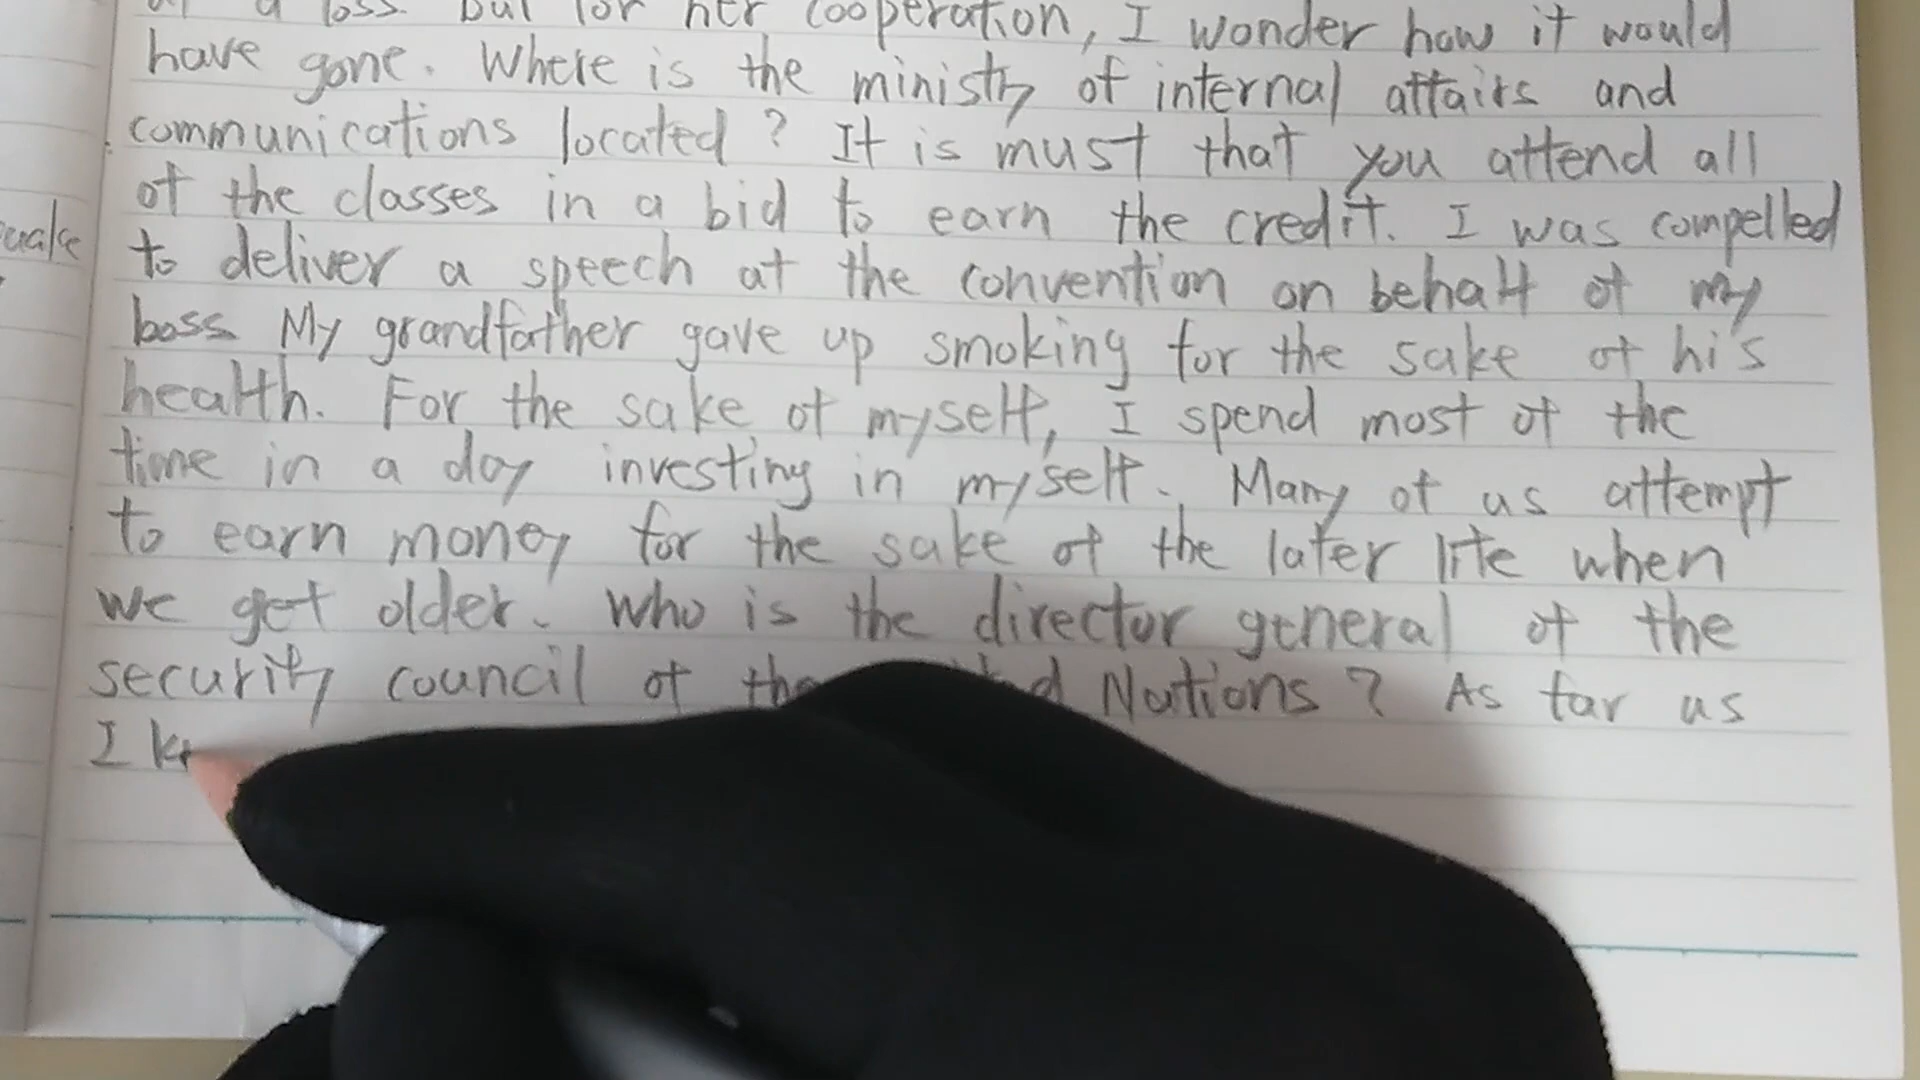 at a loss. But for her cooperation, I wonder how it would
have gone. Where is the ministry of internal affairs and
communications located? It is must that you attend all
of the classes in a bid to earn the credit. I was compelled
to deliver a speech at the convention on behalf of my
boss. My grandfather gave up smoking for the sake of his
health. For the sake of myself, I spend most of the
time in a day investing in myself. Many of us attempt
to earn money for the sake of the later life when
we get older. Who is the director general of the
security council of the Nations? As far as
I